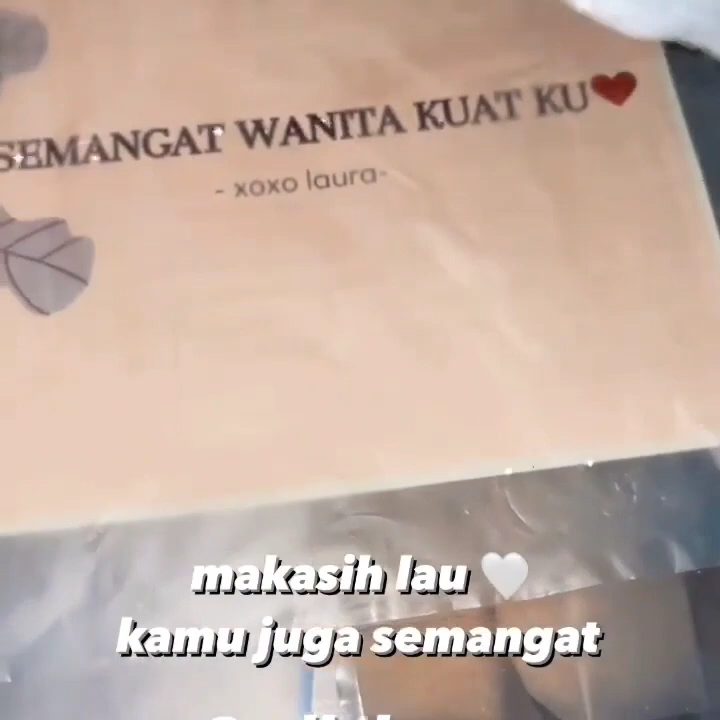 SEMANGAT WANITA KUAT KU❤
- xoxo laura-
makasih lau 🤍
kamu juga semangat